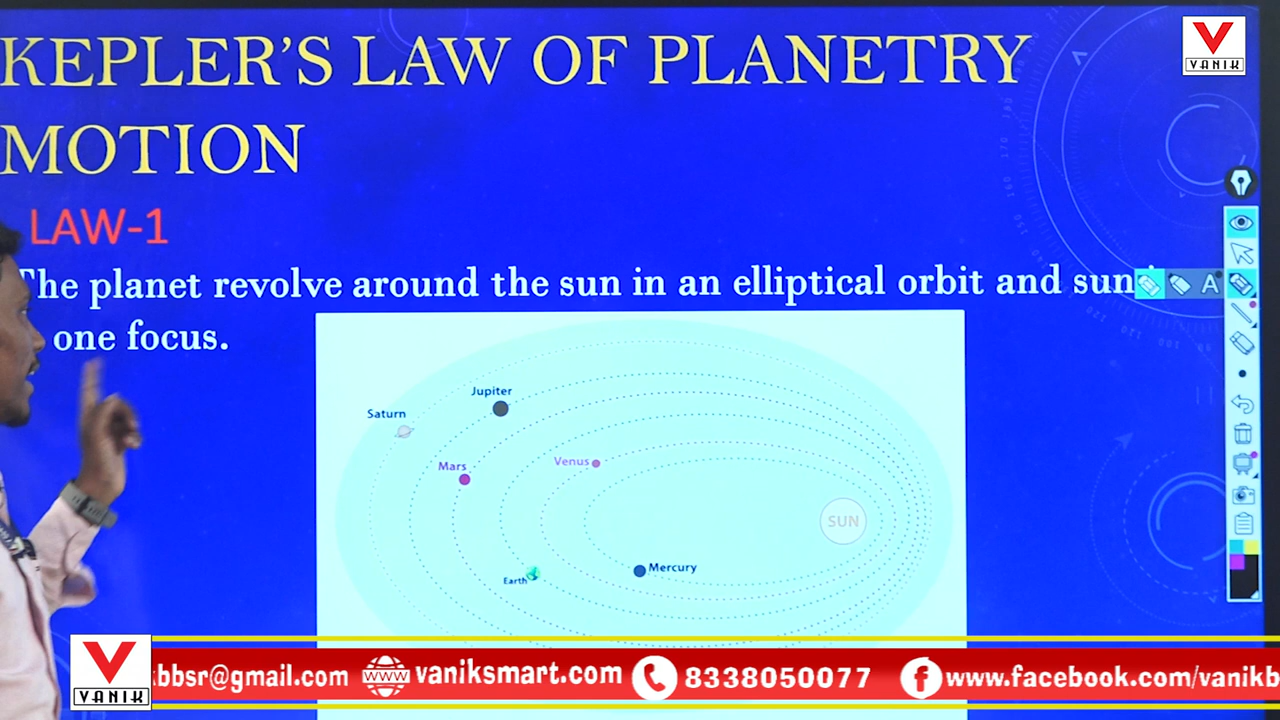 KEPLER'S LAW OF PLANETRY
MOTION
VANIK
LAW-1
The planet revolve around the sun in an elliptical orbit and sun
one focus.
A
Jupiter
Saturn
Mars
Venus
SUN
Earth
Mercury
VANIK
kbbsr@gmail.com www vaniksmart.com 8338050077 f www.facebook.com/vanikb